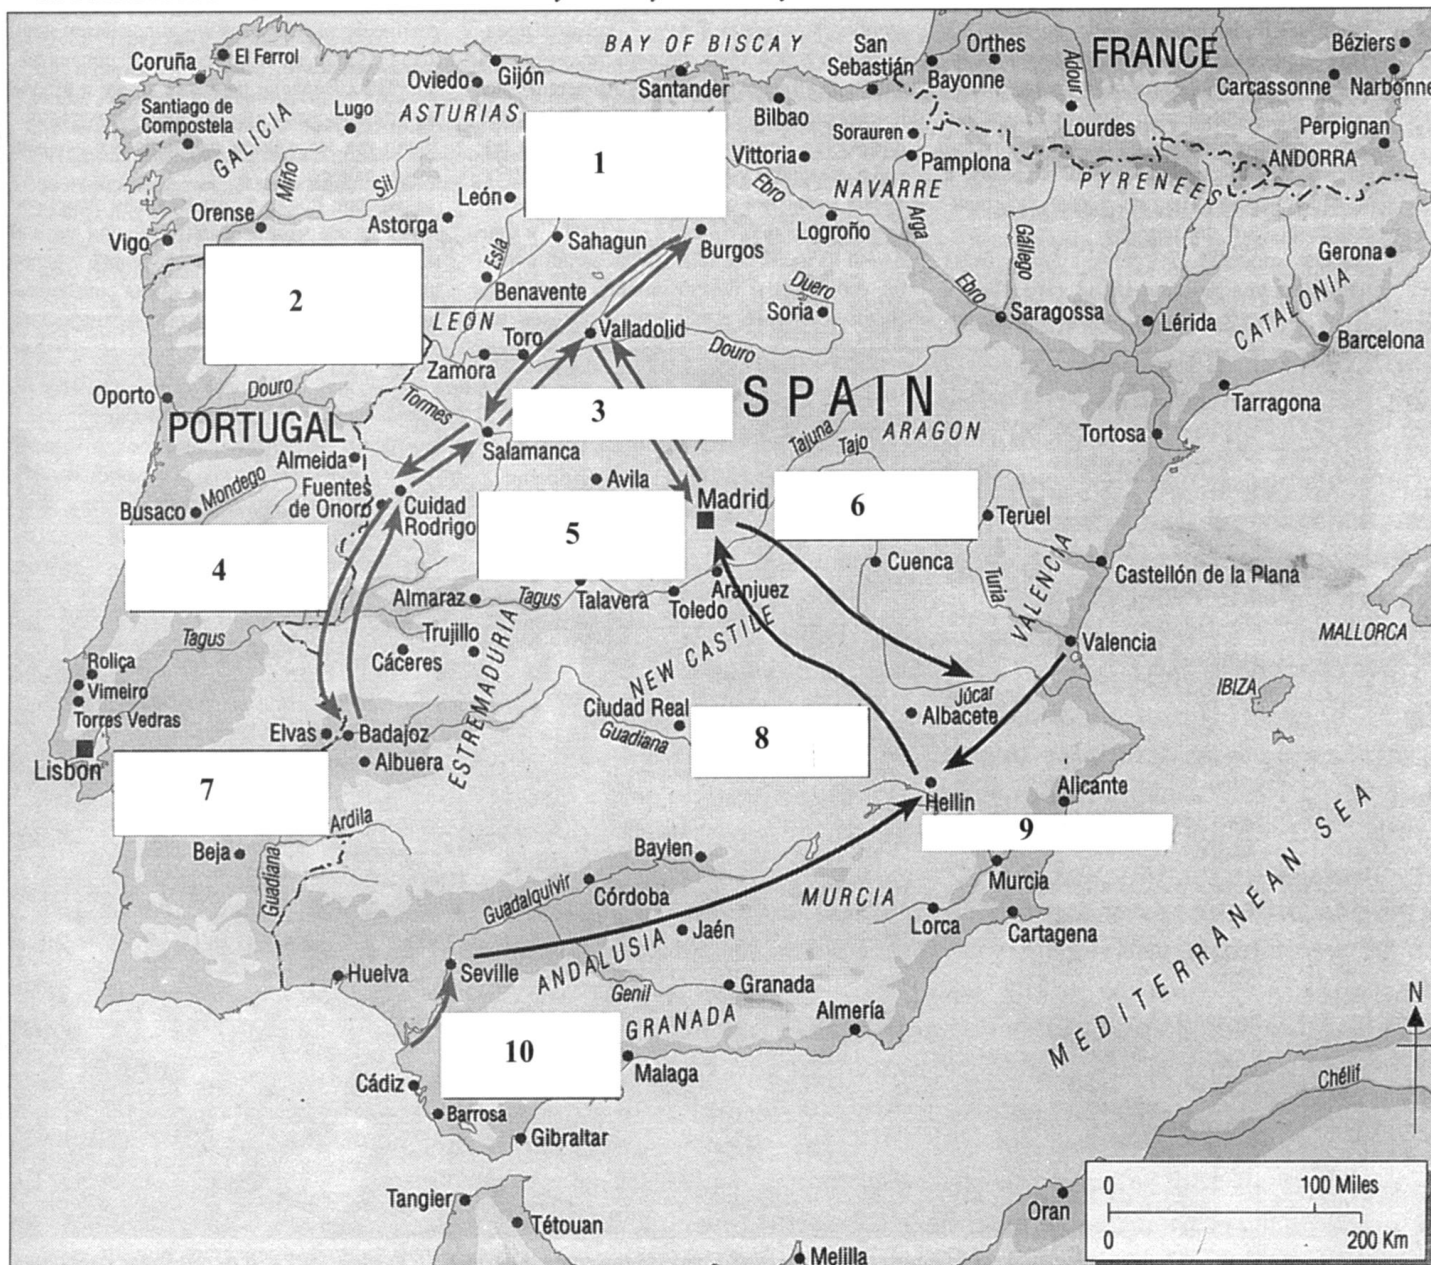 BAY OF BISCAY
San
Sebastián
Orthes
Adour
FRANCE
Béziers
Coruña
El Ferrol
Oviedo
Gijón
Santander
Bayonne
Carcassonne
Narbonne
Santiago de
Compostela
Lugo
ASTURIAS
Bilbao
Sorauren
Lourdes
Perpignan
GALICIA
Miño
Sil
1
Vittoria
Pamplona
ANDORRA
PYRENEES
León
Ebro
NAVARRE
Orense
Astorga
Vigo
Esla
Sahagun
Burgos
Logroño
Arga
Gállego
Gerona
2
Benavente
Duero
Soria
Ebro
Saragossa
Lérida
CATALONIA
Barcelona
LEON
Toro
Valladolid
Zamora
Douro
Oporto
Douro
Tormes
3
SPAIN
Tarragona
PORTUGAL
Salamanca
Tajuna
Tajo
ARAGON
Tortosa
Almeida
Mondego
Fuentes
de Onoro
Cuidad
Rodrigo
Avila
Madrid
6
Teruel
Busaco
5
4
Cuenca
Turia
VALENCIA
Castellón de la Plana
Almaraz
Tagus
Talavera
Toledo
Aranjuez
Tagus
Trujillo
Cáceres
ESTREMADURIA
NEW CASTILE
Valencia
MALLORCA
Roliça
Vimeiro
Torres Vedras
Júcar
IBIZA
Ciudad Real
Guadiana
Albacete
Elvas
Badajoz
8
Lisbon
Albuera
7
Hellin
Alicante
Ardila
9
Beja
Guadiana
Baylen
Guadalquivir
Córdoba
MURCIA
Murcia
Lorca
Cartagena
Jaén
ANDALUSIA
Huelva
Seville
Genil
Granada
MEDITERRANEAN SEA
N
GRANADA
Almería
10
Malaga
Cádiz
Chélif
Barrosa
Gibraltar
Tangier
Tétouan
Oran
0 100 Miles
0 200 Km
Melilla